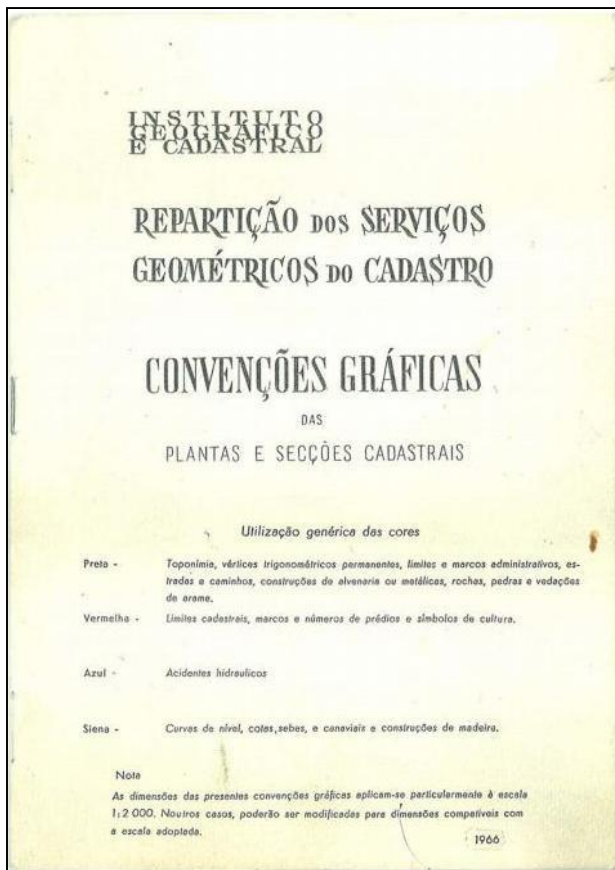 INSTITUTO
GEOGRÁFICO
E CADASTRAL
REPARTIÇÃO DOS SERVIÇOS
GEOMÉTRICOS DO CADASTRO
CONVENÇÕES GRÁFICAS
DAS
PLANTAS E SECÇÕES CADASTRAIS
Utilização genérica das cores
Preta - Toponímia, vértices trigonométricos permanentes, limites e marcos administrativos, es-
tradas e caminhos, construções de alvenaria ou metálicas, rochas, pedras e vedações
de arame.
Vermelha - Limites cadastrais, marcos e números de prédios e símbolos de cultura.
Azul - Acidentes hidraulicos
Siena - Curvas de nível, cotas, sebes, e canaviais e construções de madeira.
Nota
As dimensões das presentes convenções gráficas aplicam-se particularmente à escala
1:2 000. Noutros casos, poderão ser modificadas para dimensões compatíveis com
a escala adoptada.
1966